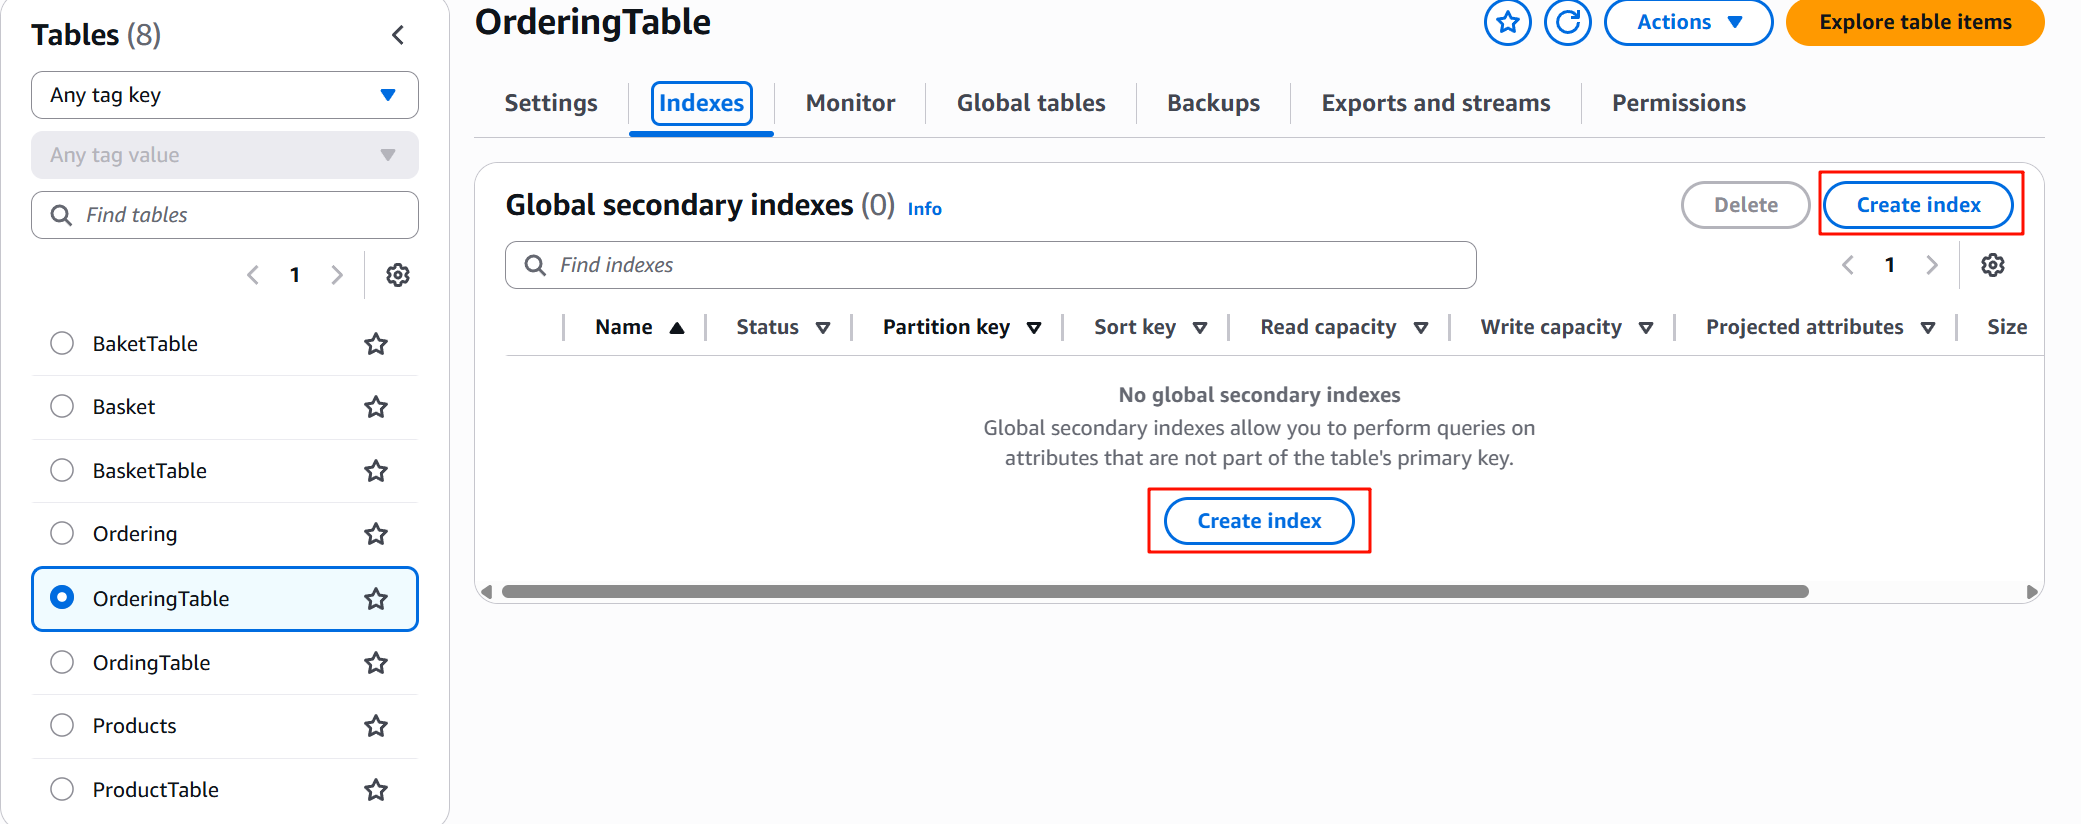 Tables (8)
Any tag key
Any tag value
Find tables
1
BaketTable
Basket
BasketTable
Ordering
OrderingTable
OrdingTable
Products
ProductTable
OrderingTable
Actions
Explore table items
Settings
Indexes
Monitor
Global tables
Backups
Exports and streams
Permissions
Global secondary indexes (0) Info
Delete
Create index
Find indexes
1
Name
Status
Partition key
Sort key
Read capacity
Write capacity
Projected attributes
Size
No global secondary indexes
Global secondary indexes allow you to perform queries on
attributes that are not part of the table's primary key.
Create index